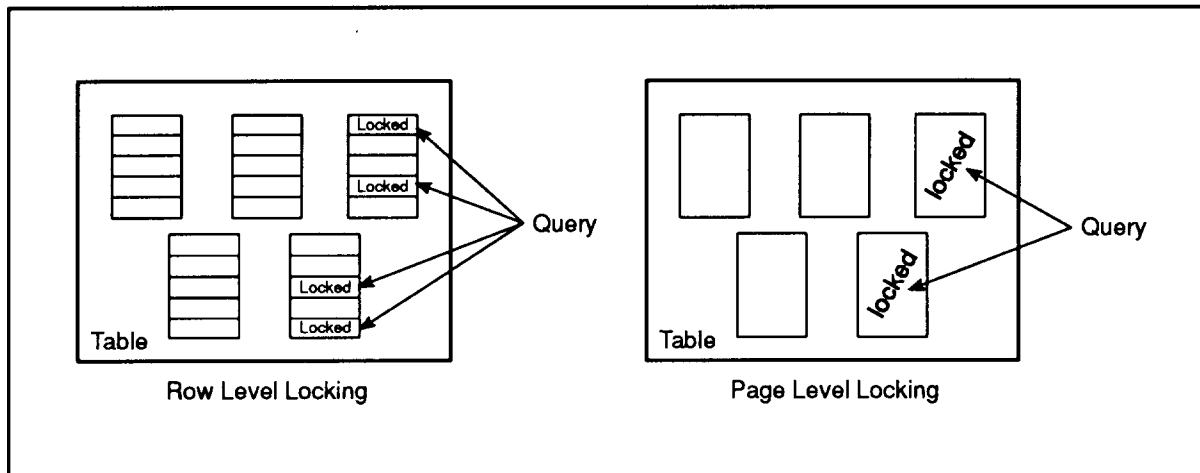 Locked
Locked
Query
Locked
Locked
Table
Row Level Locking
locked
Query
locked
Table
Page Level Locking